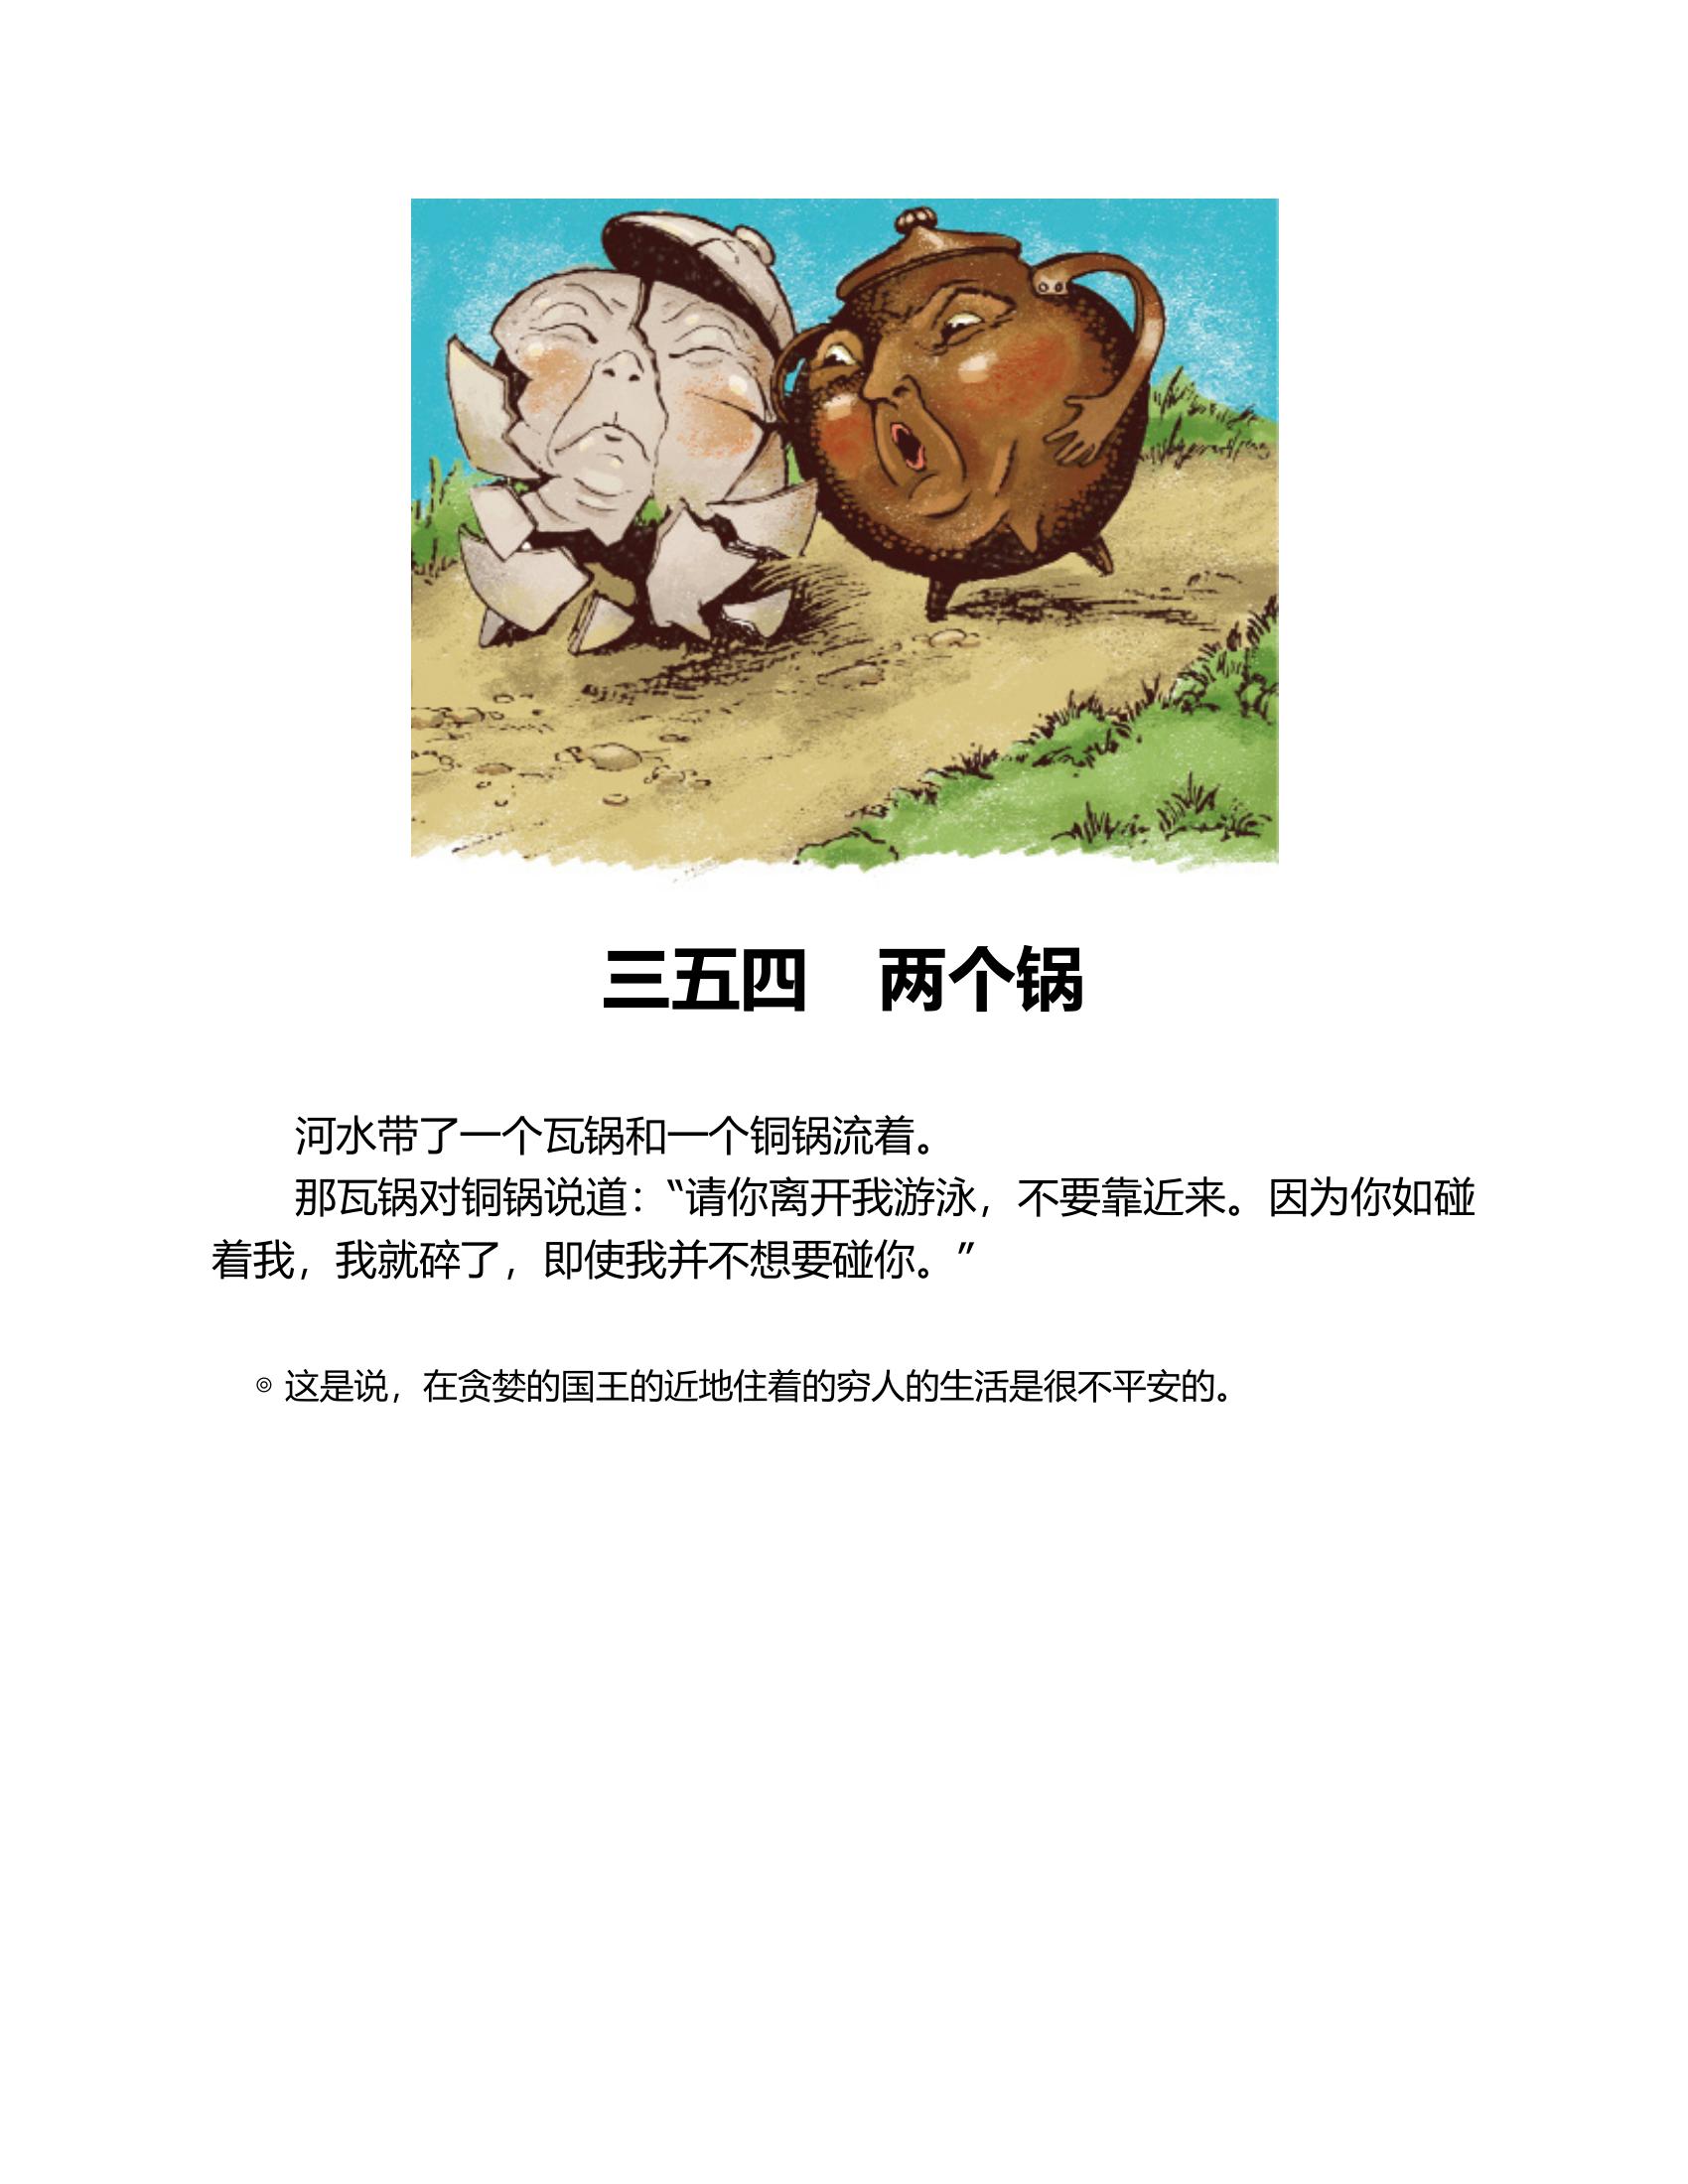 三五四　两个锅
河水带了一个瓦锅和一个铜锅流着。
那瓦锅对铜锅说道：“请你离开我游泳，不要靠近来。因为你如碰
着我，我就碎了，即使我并不想要碰你。”
◎ 这是说，在贪婪的国王的近地住着的穷人的生活是很不平安的。